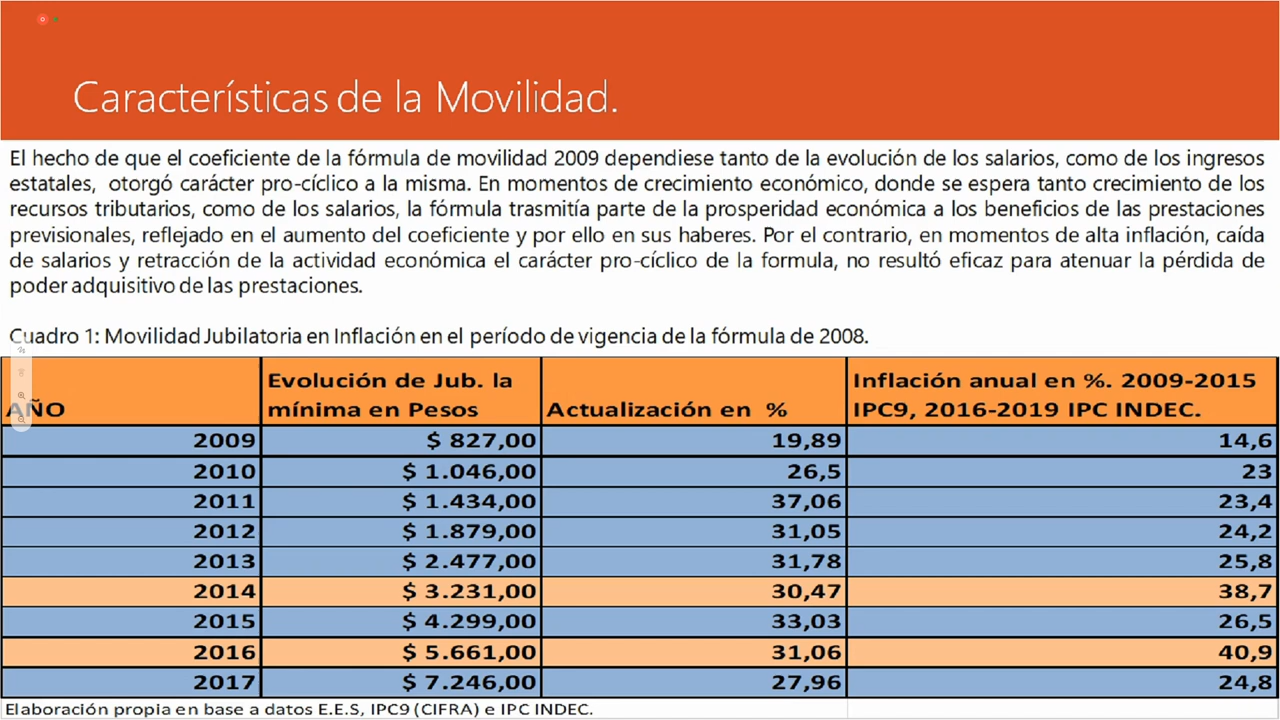 Características de la Movilidad.
El hecho de que el coeficiente de la fórmula de movilidad 2009 dependiese tanto de la evolución de los salarios, como de los ingresos
estatales, otorgó carácter pro-cíclico a la misma. En momentos de crecimiento económico, donde se espera tanto crecimiento de los
recursos tributarios, como de los salarios, la fórmula trasmitía parte de la prosperidad económica a los beneficios de las prestaciones
previsionales, reflejado en el aumento del coeficiente y por ello en sus haberes. Por el contrario, en momentos de alta inflación, caída
de salarios y retracción de la actividad económica el carácter pro-cíclico de la formula, no resultó eficaz para atenuar la pérdida de
poder adquisitivo de las prestaciones.
Cuadro 1: Movilidad Jubilatoria en Inflación en el período de vigencia de la fórmula de 2008.
AÑO Evolución de Jub. la mínima en Pesos Actualización en % Inflación anual en %. 2009-2015 IPC9, 2016-2019 IPC INDEC.
2009 $ 827,00 19,89 14,6
2010 $ 1.046,00 26,5 23
2011 $ 1.434,00 37,06 23,4
2012 $ 1.879,00 31,05 24,2
2013 $ 2.477,00 31,78 25,8
2014 $ 3.231,00 30,47 38,7
2015 $ 4.299,00 33,03 26,5
2016 $ 5.661,00 31,06 40,9
2017 $ 7.246,00 27,96 24,8
Elaboración propia en base a datos E.E.S, IPC9 (CIFRA) e IPC INDEC.